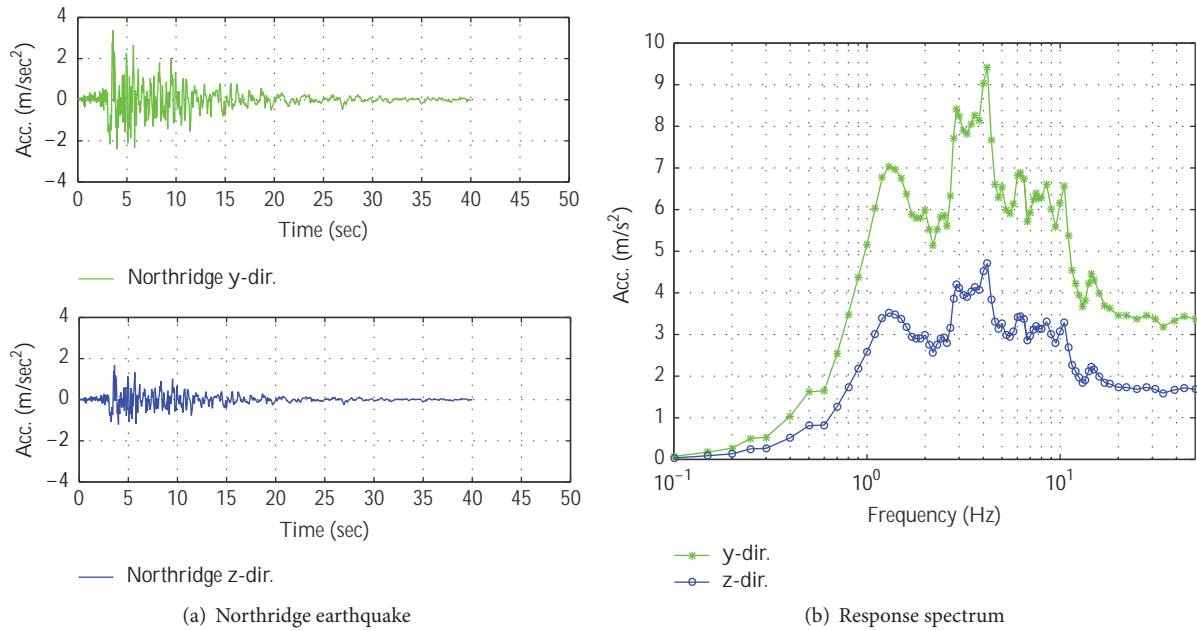 4
2
0
−2
−4
Acc. (m/sec²)
0 5 10 15 20 25 30 35 40 45 50
Time (sec)
Northridge y-dir.
4
2
0
−2
−4
Acc. (m/sec²)
0 5 10 15 20 25 30 35 40 45 50
Time (sec)
Northridge z-dir.
(a) Northridge earthquake
10
9
8
7
6
5
4
3
2
1
0
Acc. (m/s²)
10⁻¹ 10⁰ 10¹
Frequency (Hz)
y-dir.
z-dir.
(b) Response spectrum